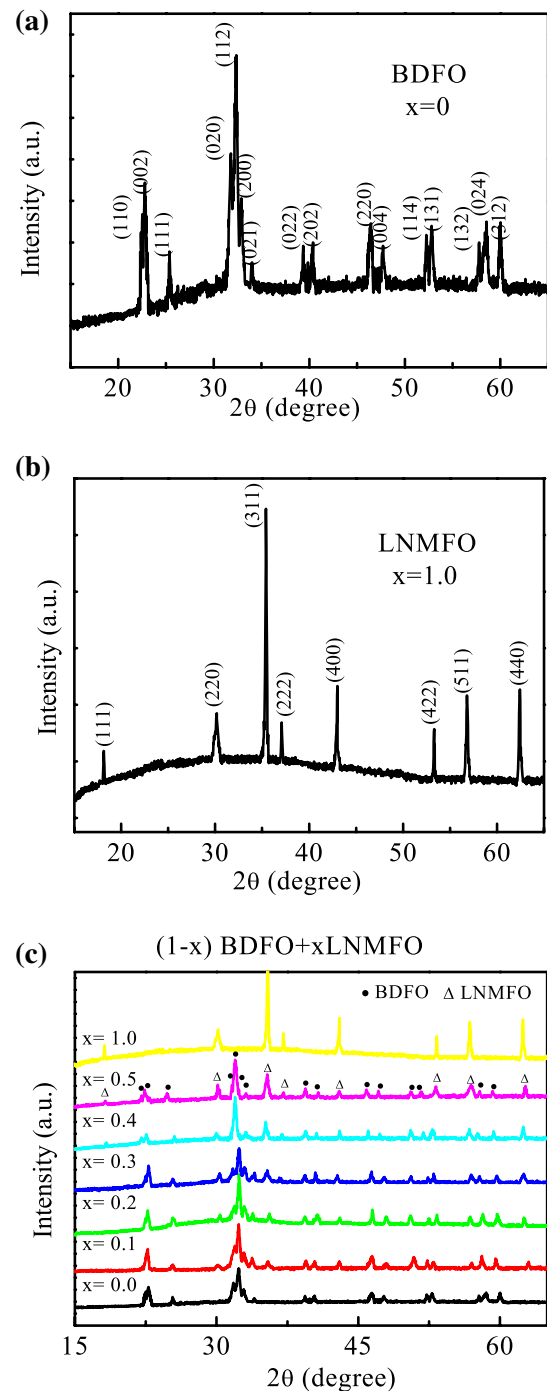 (a)
BDFO
x=0
(110)
(002)
(111)
(020)
(112)
(200)
(021)
(022)
(202)
(220)
(004)
(114)
(131)
(132)
(024)
(312)
Intensity (a.u.)
20 30 40 50 60
2θ (degree)
(b)
LNMFO
x=1.0
(111)
(220)
(311)
(222)
(400)
(422)
(511)
(440)
Intensity (a.u.)
20 30 40 50 60
2θ (degree)
(c)
(1-x) BDFO+xLNMFO
• BDFO Δ LNMFO
x= 1.0
x= 0.5
x= 0.4
x= 0.3
x= 0.2
x= 0.1
x= 0.0
Intensity (a.u.)
15 30 45 60
2θ (degree)